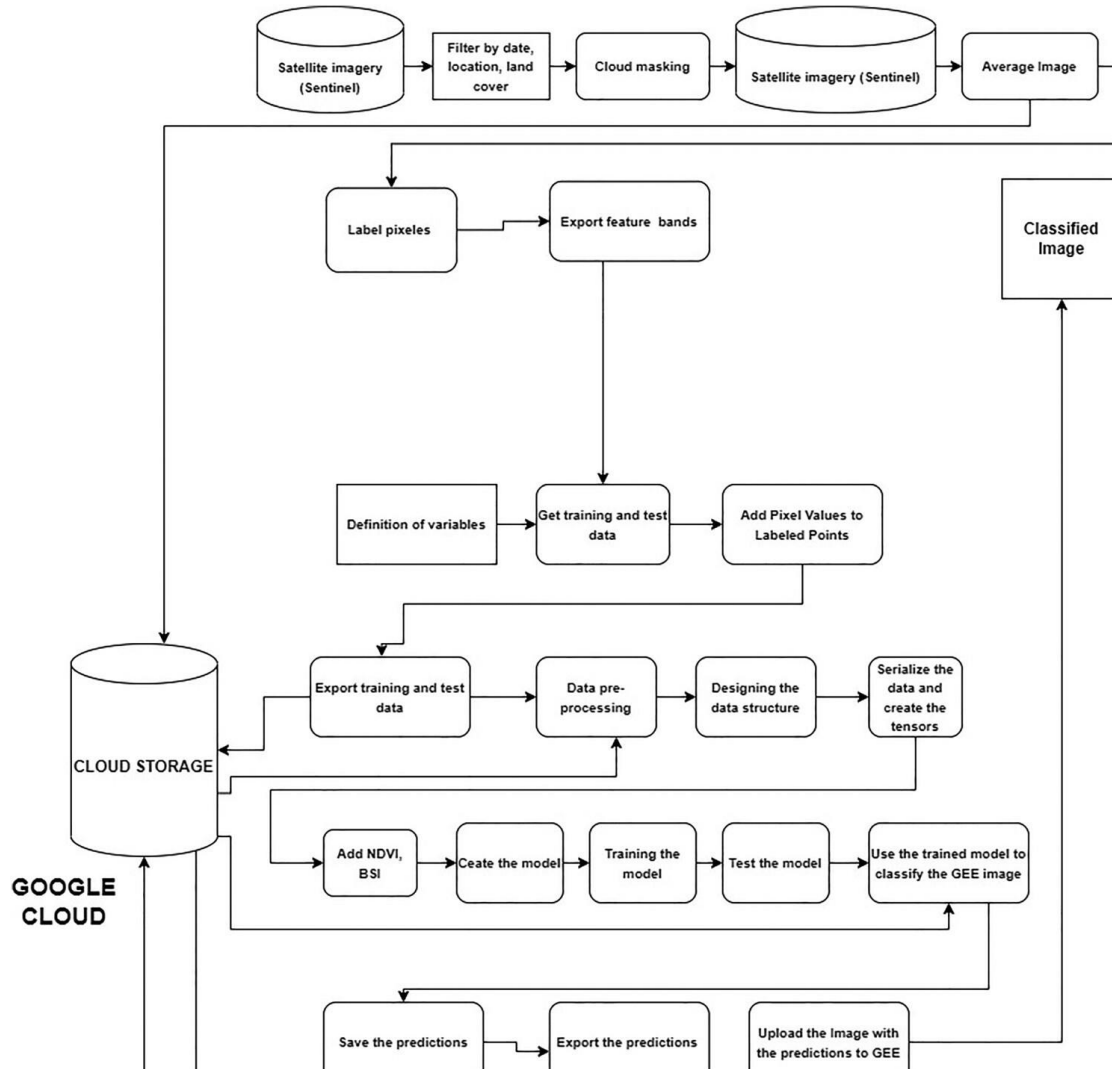 Satellite imagery
(Sentinel)
Filter by date,
location, land
cover
Cloud masking
Satellite imagery (Sentinel)
Average Image
Label pixeles
Export feature bands
Classified
Image
Definition of variables
Get training and test
data
Add Pixel Values to
Labeled Points
Export training and test
data
Data pre-
processing
Designing the
data structure
Serialize the
data and
create the
tensors
CLOUD STORAGE
Add NDVI,
BSI
Ceate the model
Training the
model
Test the model
Use the trained model to
classify the GEE image
GOOGLE
CLOUD
Save the predictions
Export the predictions
Upload the Image with
the predictions to GEE